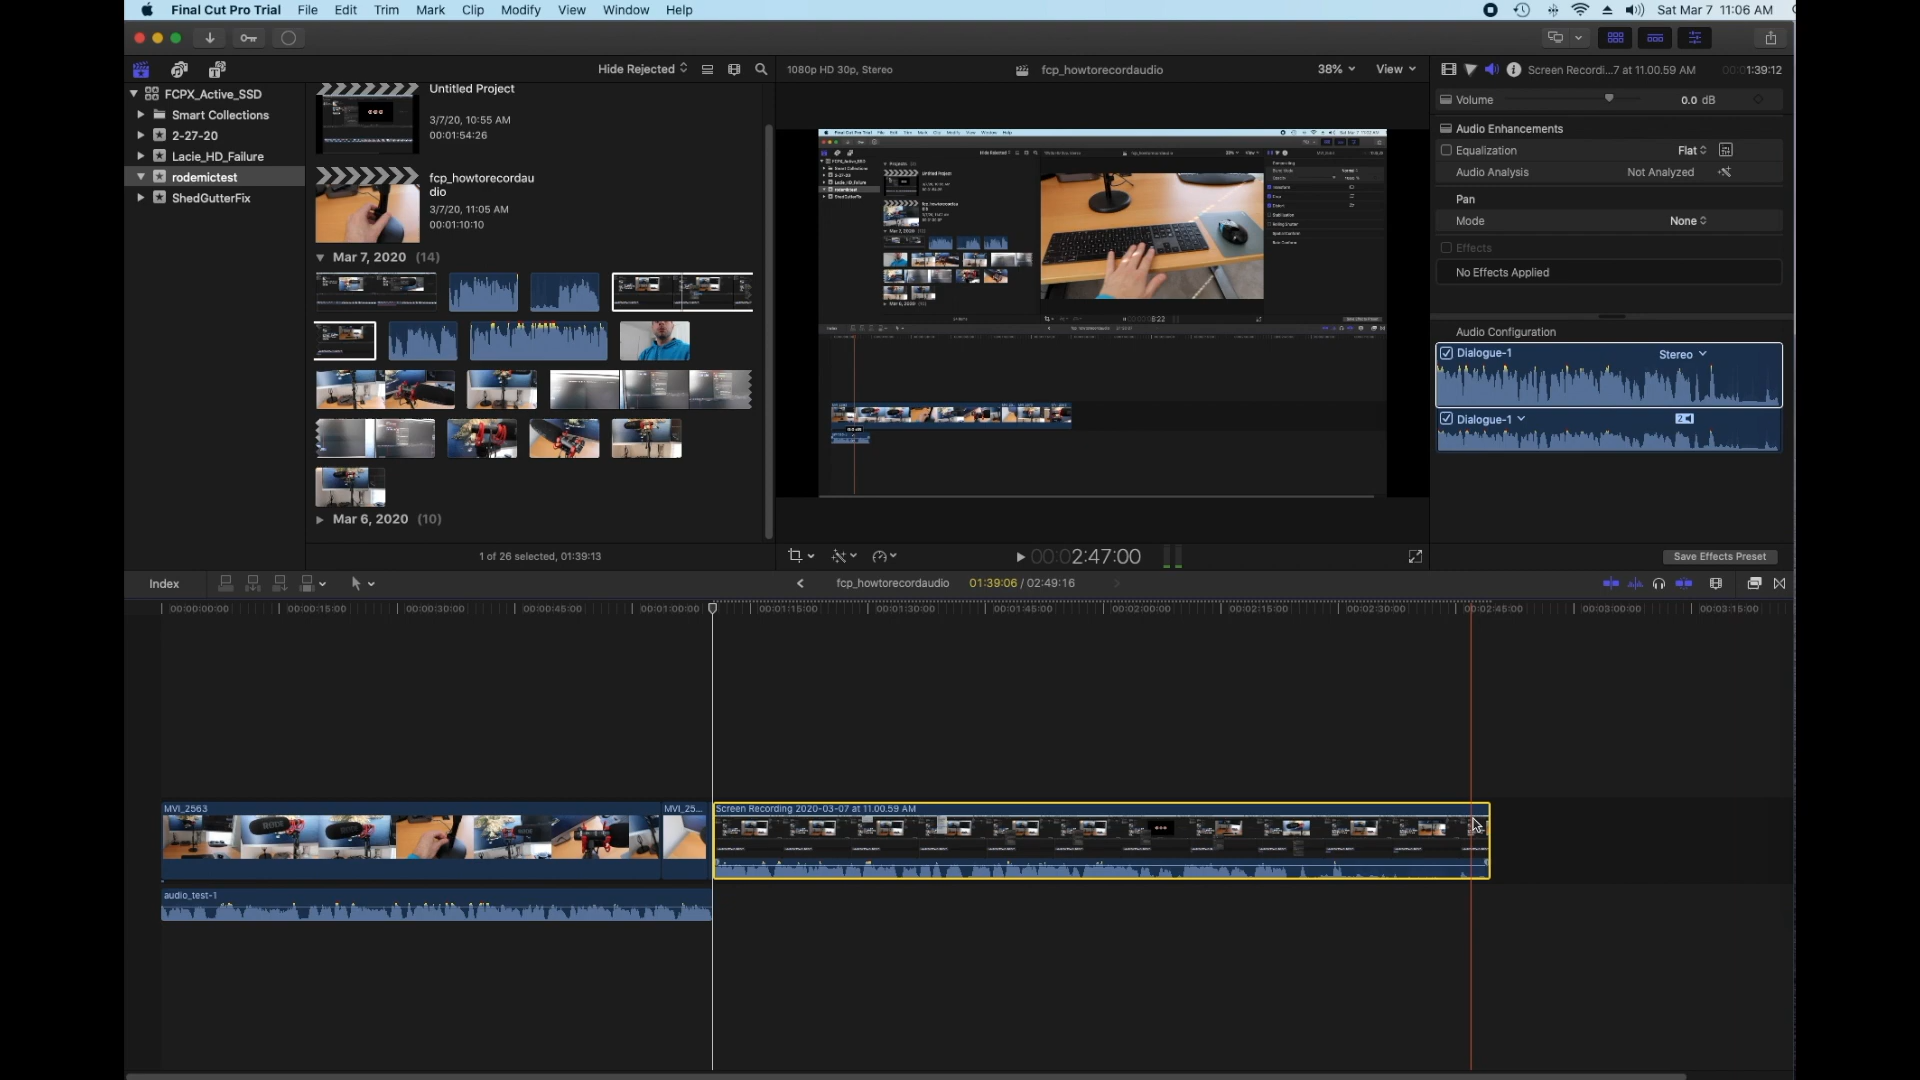 Final Cut Pro Trial File Edit Trim Mark Clip Modify View Window Help Sat Mar 7 11:06 AM
Hide Rejected 1080p HD 30p, Stereo fcp_howtorecordaudio 38% View Screen Recordi...7 at 11.00.59 AM 00:01:39:12
FCPX_Active_SSD
Smart Collections
2-27-20
Lacie_HD_Failure
rodemictest
ShedGutterFix
Untitled Project
3/7/20, 10:55 AM
00:01:54:26
fcp_howtorecordau
dio
3/7/20, 11:05 AM
00:01:10:10
Mar 7, 2020 (14)
Mar 6, 2020 (10)
1 of 26 selected, 01:39:13
00:02:47:00
Volume 0.0 dB
Audio Enhancements
Equalization Flat
Audio Analysis Not Analyzed
Pan
Mode None
Effects
No Effects Applied
Audio Configuration
Dialogue-1 Stereo
Dialogue-1 2
Save Effects Preset
Index fcp_howtorecordaudio 01:39:06 / 02:49:16
00:00:00:00 00:00:15:00 00:00:30:00 00:00:45:00 00:01:00:00 00:01:15:00 00:01:30:00 00:01:45:00 00:02:00:00 00:02:15:00 00:02:30:00 00:02:45:00 00:03:00:00 00:03:15:00
MVI_2563 MVI_25... Screen Recording 2020-03-07 at 11.00.59 AM
audio_test-1